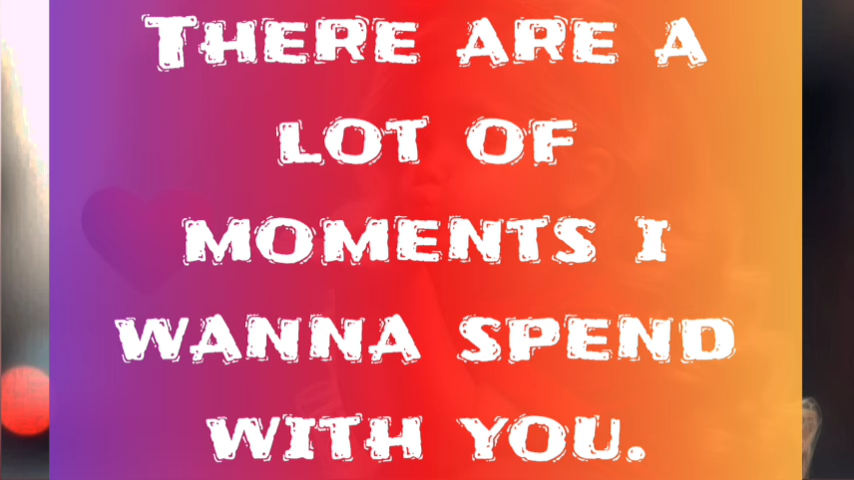 There are a
lot of
moments I
wanna spend
with you.